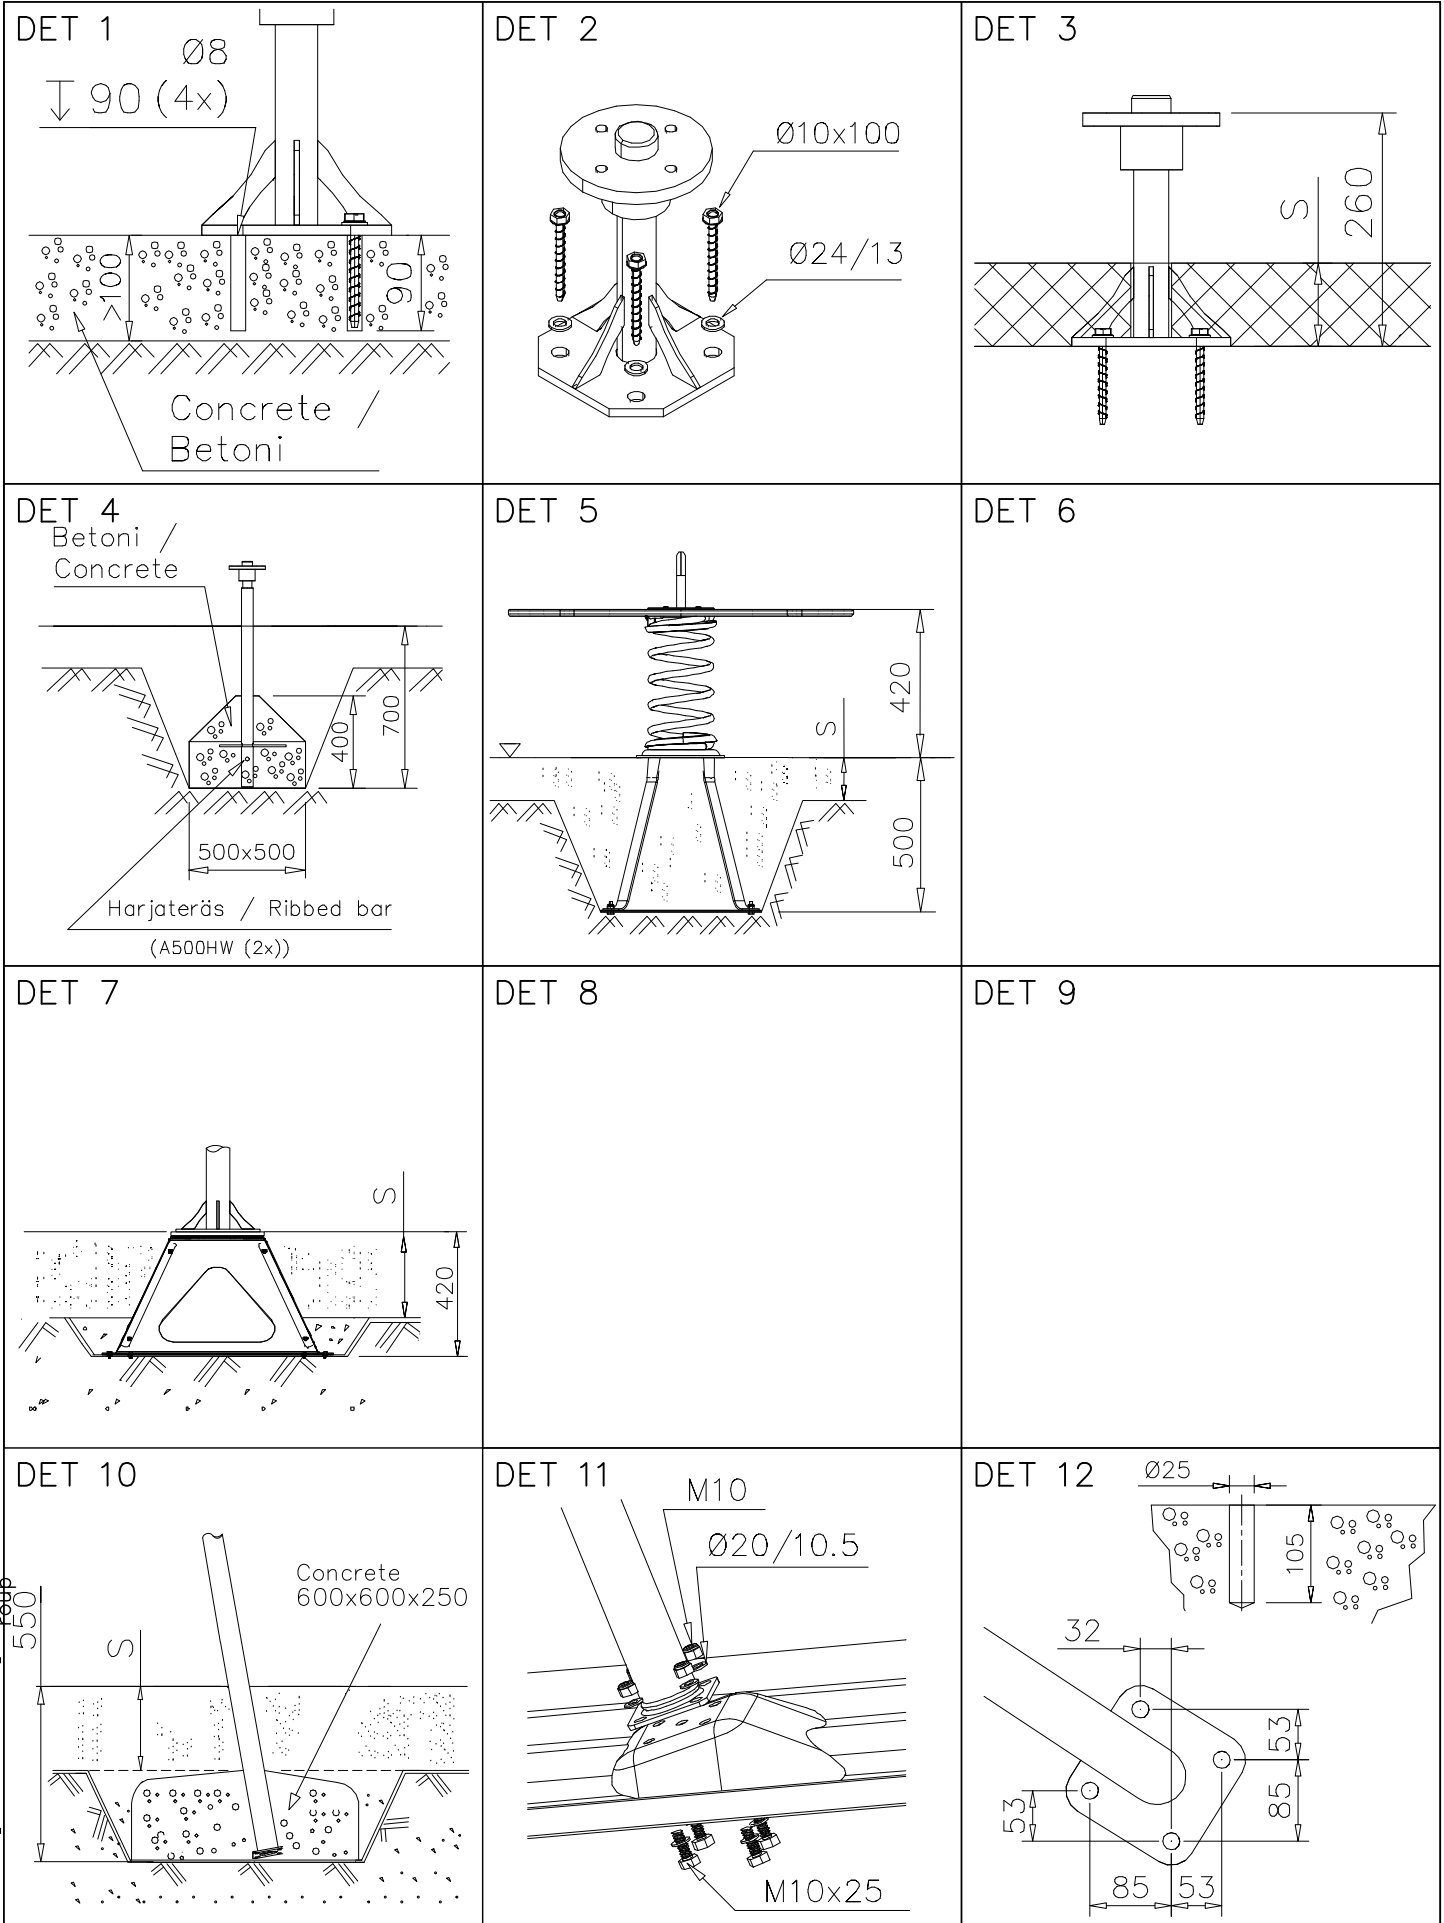 DET 1
Ø8
90 (4x)
>100
90
Concrete /
Betoni
DET 2
Ø10x100
Ø24/13
DET 3
S
260
DET 4
Betoni /
Concrete
400
700
500x500
Harjateräs / Ribbed bar
(A500HW (2x))
DET 5
420
S
500
DET 6
DET 7
S
420
DET 8
DET 9
DET 10
Concrete
600x600x250
roup
550
S
DET 11
M10
Ø20/10.5
M10x25
DET 12
Ø25
105
32
53
85
53
85
53